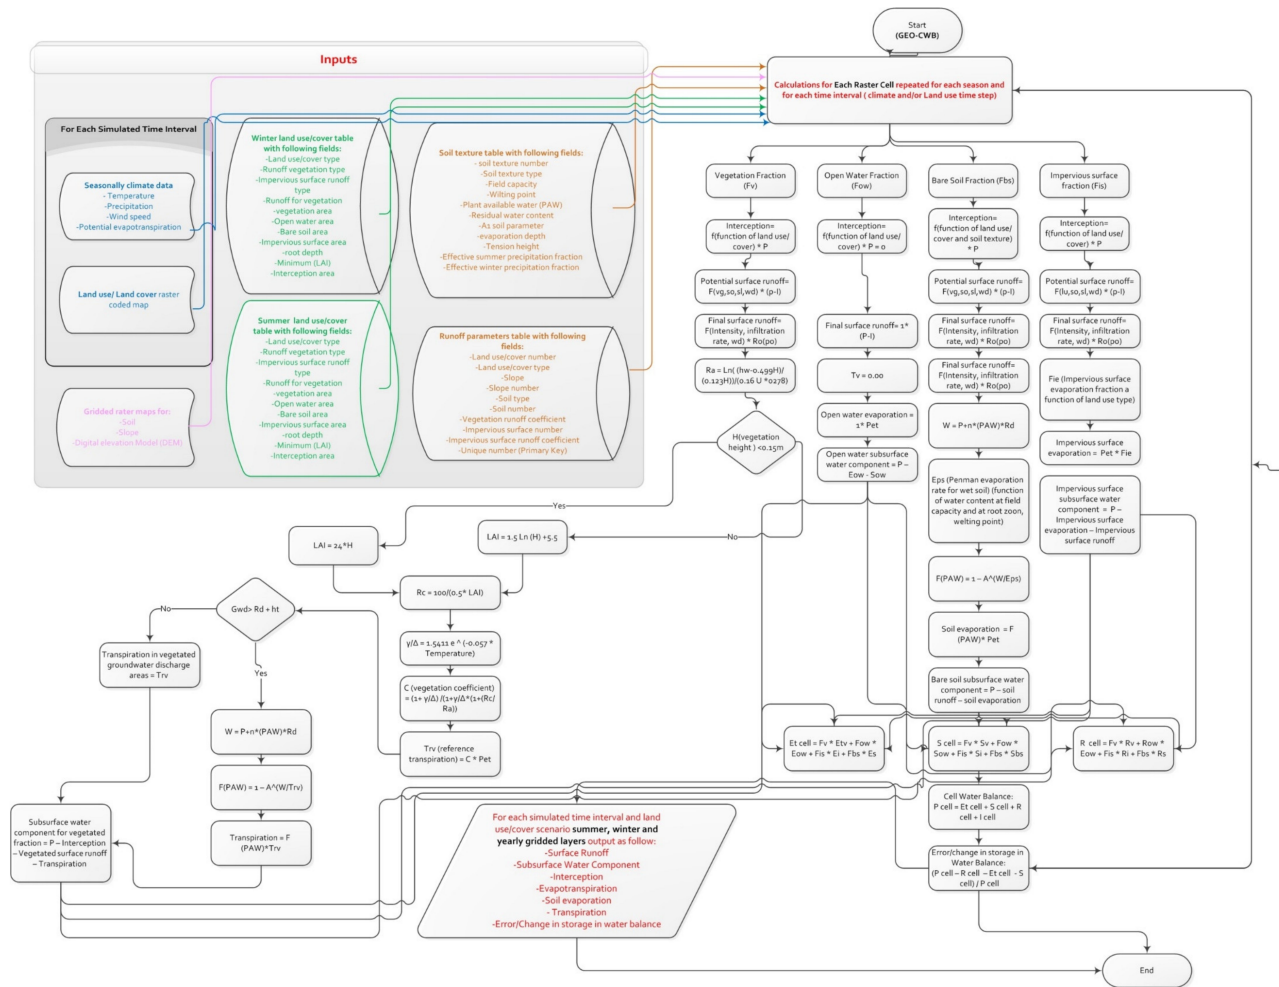 Start
(GEO-CWB)
Inputs
Calculations for Each Raster Cell repeated for each season and
for each time interval ( climate and/or Land use time step)
For Each Simulated Time Interval
Seasonally climate data
- Temperature
- Precipitation
- Wind speed
- Potential evapotranspiration
Land use/ Land cover raster
coded map
Gridded rater maps for:
-Soil
-Slope
-Digital elevation Model (DEM)
Winter land use/cover table
with following fields:
-Land use/cover type
-Runoff vegetation type
-Impervious surface runoff
type
-Runoff for vegetation
-vegetation area
-Open water area
-Bare soil area
-Impervious surface area
-root depth
-Minimum (LAI)
-Interception area
Summer land use/cover
table with following fields:
-Land use/cover type
-Runoff vegetation type
-Impervious surface runoff
type
-Runoff for vegetation
-vegetation area
-Open water area
-Bare soil area
-Impervious surface area
-root depth
-Minimum (LAI)
-Interception area
Soil texture table with following fields:
- soil texture number
-Soil texture type
-Field capacity
-Wilting point
-Plant available water (PAW)
-Residual water content
-As soil parameter
-evaporation depth
-Tension height
-Effective summer precipitation fraction
-Effective winter precipitation fraction
Runoff parameters table with following
fields:
-Land use/cover number
-Land use/cover type
-Slope
-Slope number
-Soil type
-Soil number
-Vegetation runoff coefficient
-Impervious surface number
-Impervious surface runoff coefficient
-Unique number (Primary Key)
Vegetation Fraction
(Fv)
Interception=
f(function of land use/
cover) * P
Potential surface runoff=
F(vg,so,sl,wd) * (p-I)
Final surface runoff=
F(Intensity, infiltration
rate, wd) * Ro(po)
Ra = Ln( (hw-0.499H)/
(0.123H))/(0.16 U *0278)
H(vegetation
height ) <0.15m
Open Water Fraction
(Fow)
Interception=
f(function of land use/
cover) * P = 0
Final surface runoff= 1*
(P-I)
Tv = 0.00
Open water evaporation =
1* Pet
Open water subsurface
water component = P –
Eow - Sow
Bare Soil Fraction (Fbs)
Interception=
f(function of land use/
cover and soil texture)
* P
Potential surface runoff=
F(vg,so,sl,wd) * (p-I)
Final surface runoff=
F(Intensity, infiltration
rate, wd) * Ro(po)
Final surface runoff=
F(Intensity, infiltration
rate, wd) * Ro(po)
W = P+n*(PAW)*Rd
Eps (Penman evaporation
rate for wet soil) (function
of water content at field
capacity and at root zoon,
welting point)
F(PAW) = 1 – A^(W/Eps)
Soil evaporation = F
(PAW)* Pet
Bare soil subsurface water
component = P – soil
runoff – soil evaporation
Impervious surface
fraction (Fis)
Interception=
f(function of land use/
cover) * P
Potential surface runoff=
F(lu,so,sl,wd) * (p-I)
Final surface runoff=
F(Intensity, infiltration
rate, wd) * Ro(po)
Fie (Impervious surface
evaporation fraction a
function of land use type)
Impervious surface
evaporation = Pet * Fie
Impervious surface
subsurface water
component = P –
Impervious surface
evaporation – Impervious
surface runoff
Yes
No
LAI = 24*H
LAI = 1.5 Ln (H) +5.5
Rc = 100/(0.5* LAI)
γ/Δ = 1.5411 e ^ (-0.057 *
Temperature)
C (vegetation coefficient)
= (1+ γ/Δ) /(1+γ/Δ*(1+(Rc/
Ra))
Trv (reference
transpiration) = C * Pet
Gwd> Rd + ht
No
Yes
Transpiration in vegetated
groundwater discharge
areas = Trv
W = P+n*(PAW)*Rd
F(PAW) = 1 – A^(W/Trv)
Transpiration = F
(PAW)*Trv
Subsurface water
component for vegetated
fraction = P – Interception
– Vegetated surface runoff
– Transpiration
Et cell = Fv * Etv + Fow *
Eow + Fis * Ei + Fbs * Es
S cell = Fv * Sv + Fow *
Sow + Fis * Si + Fbs * Sbs
R cell = Fv * Rv + Row *
Eow + Fis * Ri + Fbs * Rs
Cell Water Balance:
P cell = Et cell + S cell + R
cell + I cell
Error/change in storage in
Water Balance:
(P cell – R cell – Et cell - S
cell) / P cell
For each simulated time interval and land
use/cover scenario summer, winter and
yearly gridded layers output as follow:
-Surface Runoff
-Subsurface Water Component
-Interception
-Evapotranspiration
-Soil evaporation
- Transpiration
-Error/Change in storage in water balance
End